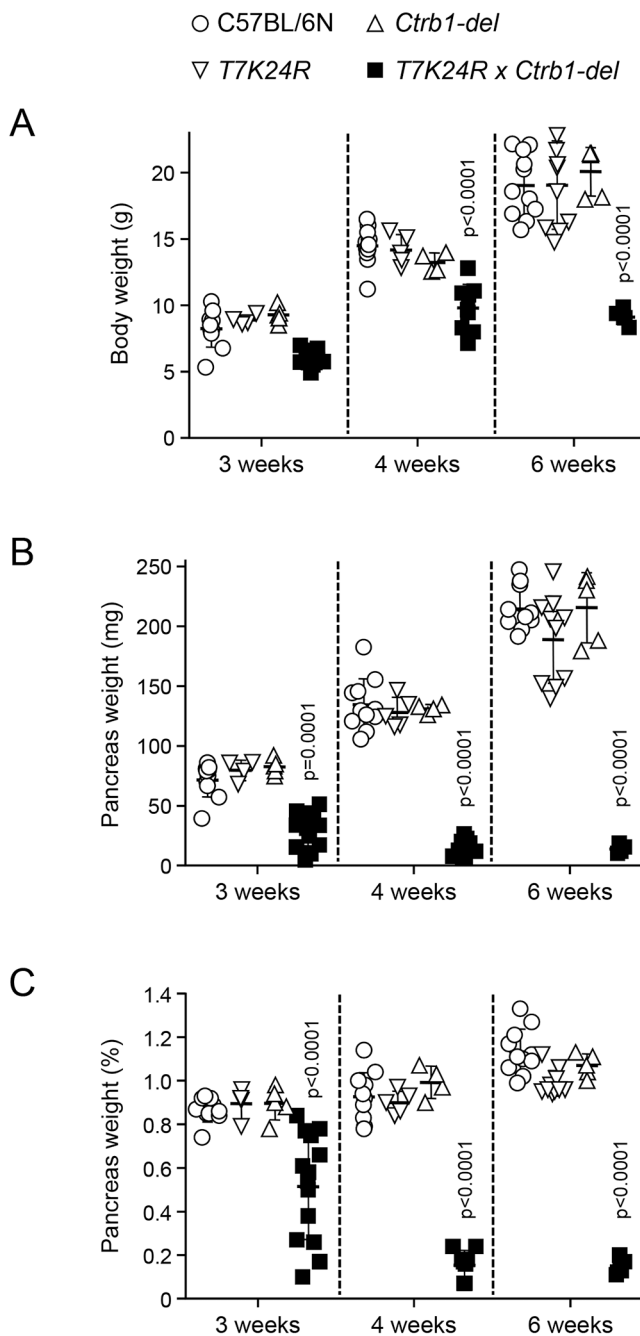 C57BL/6N Ctrb1-del
T7K24R T7K24R x Ctrb1-del
A
Body weight (g)
20
15
10
5
0
p<0.0001
p<0.0001
3 weeks 4 weeks 6 weeks
B
Pancreas weight (mg)
250
200
150
100
50
0
p=0.0001
p<0.0001
p<0.0001
3 weeks 4 weeks 6 weeks
C
Pancreas weight (%)
1.4
1.2
1.0
0.8
0.6
0.4
0.2
0
p<0.0001
p<0.0001
p<0.0001
3 weeks 4 weeks 6 weeks